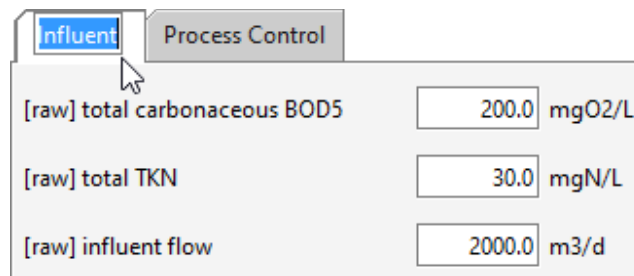 Influent Process Control
[raw] total carbonaceous BOD5 200.0 mgO2/L
[raw] total TKN 30.0 mgN/L
[raw] influent flow 2000.0 m3/d